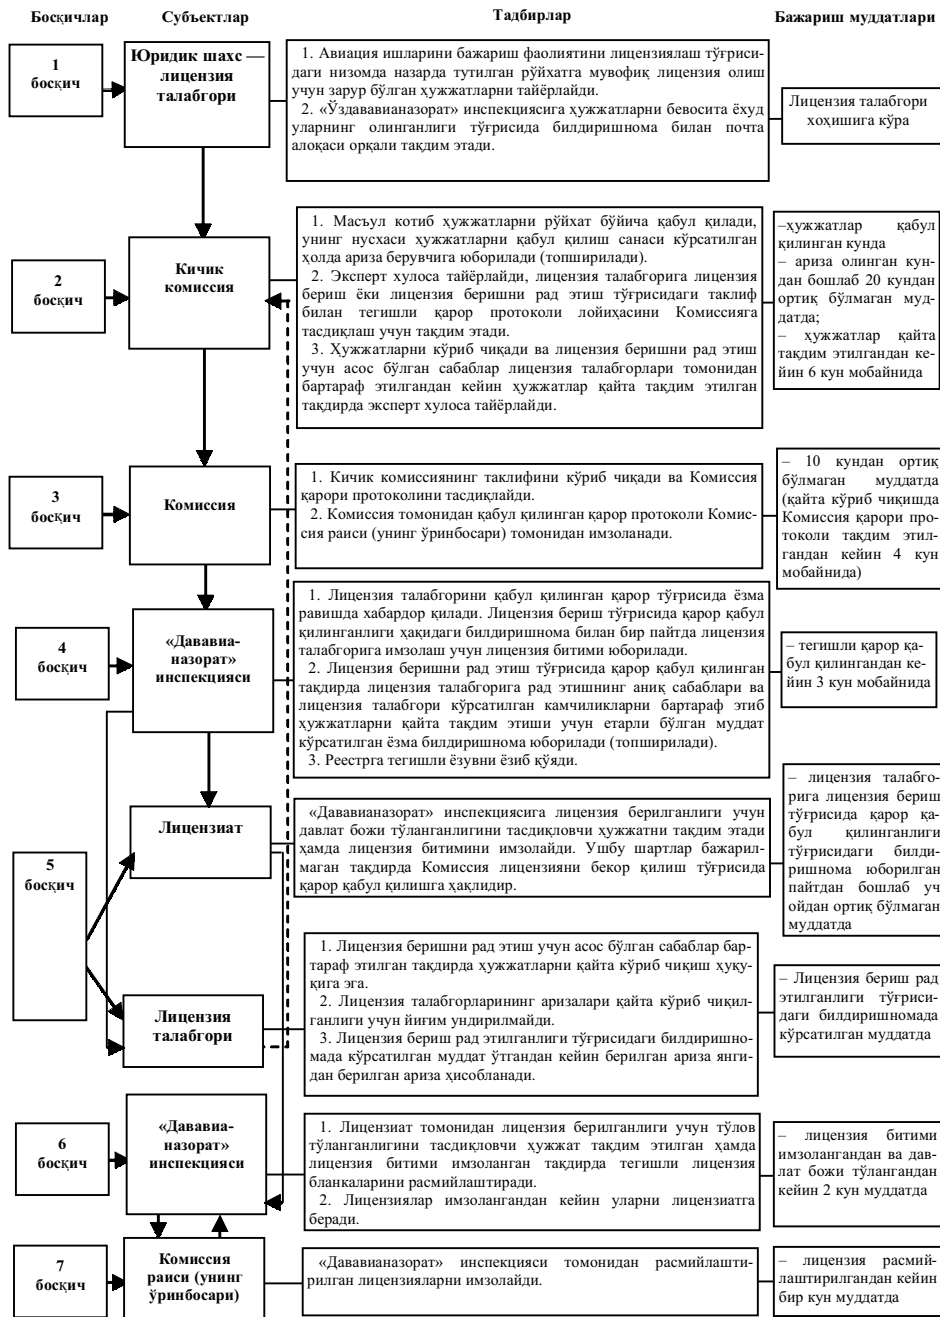 Босқичлар
Субъектлар
Тадбирлар
Бажариш муддатлари
1
босқич
Юридик шахс —
лицензия
талабгори
1. Авиация ишларини бажариш фаолиятини лицензиялаш тўғриси-
даги низомда назарда тутилган рўйхатга мувофиқ лицензия олиш
учун зарур бўлган ҳужжатларни тайёрлайди.
2. «Ўздававианазорат» инспекциясига ҳужжатларни бевосита ёхуд
уларнинг олинганлиги тўғрисида билдиришнома билан почта
алоқаси орқали тақдим этади.
Лицензия талабгори
хоҳишига кўра
2
босқич
Кичик
комиссия
1. Масъул котиб ҳужжатларни рўйхат бўйича қабул қилади,
унинг нусхаси ҳужжатларни қабул қилиш санаси кўрсатилган
ҳолда ариза берувчига юборилади (топширилади).
2. Эксперт хулоса тайёрлайди, лицензия талабгорига лицензия
бериш ёки лицензия беришни рад этиш тўғрисидаги таклиф
билан тегишли қарор протоколи лойиҳасини Комиссияга
тасдиқлаш учун тақдим этади.
3. Ҳужжатларни кўриб чиқади ва лицензия беришни рад этиш
учун асос бўлган сабаблар лицензия талабгорлари томонидан
бартараф этилгандан кейин ҳужжатлар қайта тақдим этилган
тақдирда эксперт хулоса тайёрлайди.
–ҳужжатлар қабул
қилинган кунда
– ариза олинган кун-
дан бошлаб 20 кундан
ортиқ бўлмаган муд-
датда;
– ҳужжатлар қайта
тақдим этилгандан ке-
йин 6 кун мобайнида
3
босқич
Комиссия
1. Кичик комиссиянинг таклифини кўриб чиқади ва Комиссия
қарори протоколини тасдиқлайди.
2. Комиссия томонидан қабул қилинган қарор протоколи Комис-
сия раиси (унинг ўринбосари) томонидан имзоланади.
– 10 кундан ортиқ
бўлмаган муддатда
(қайта кўриб чиқишда
Комиссия қарори про-
токоли тақдим этил-
гандан кейин 4 кун
мобайнида)
4
босқич
«Давaвиа-
назорат»
инспекцияси
1. Лицензия талабгорини қабул қилинган қарор тўғрисида ёзма
равишда хабардор қилади. Лицензия бериш тўғрисида қарор қабул
қилинганлиги ҳақидаги билдиришнома билан бир пайтда лицензия
талабгорига имзолаш учун лицензия битими юборилади.
2. Лицензия беришни рад этиш тўғрисида қарор қабул қилинган
тақдирда лицензия талабгорига рад этишнинг аниқ сабаблари ва
лицензия талабгори кўрсатилган камчиликларни бартараф этиб
ҳужжатларни қайта тақдим этиши учун етарли бўлган муддат
кўрсатилган ёзма билдиришнома юборилади (топширилади).
3. Реестрга тегишли ёзувни ёзиб қўяди.
– тегишли қарор қа-
бул қилингандан ке-
йин 3 кун мобайнида
5
босқич
Лицензиат
«Давaвианазорат» инспекциясига лицензия берилганлиги учун
давлат божи тўланганлигини тасдиқловчи ҳужжатни тақдим этади
ҳамда лицензия битимини имзолайди. Ушбу шартлар бажарил-
маган тақдирда Комиссия лицензияни бекор қилиш тўғрисида
қарор қабул қилишга ҳақлидир.
– лицензия талабго-
рига лицензия бериш
тўғрисида қарор қа-
бул қилинганлиги
тўғрисидаги билди-
ришнома юборилган
пайтдан бошлаб уч
ойдан ортиқ бўлмаган
муддатда
Лицензия
талабгори
1. Лицензия беришни рад этиш учун асос бўлган сабаблар бар-
тараф этилган тақдирда ҳужжатларни қайта кўриб чиқиш ҳуқу-
қига эга.
2. Лицензия талабгорларининг аризалари қайта кўриб чиқил-
ганлиги учун йиғим ундирилмайди.
3. Лицензия бериш рад этилганлиги тўғрисидаги билдиришно-
мада кўрсатилган муддат ўтгандан кейин берилган ариза янги-
дан берилган ариза ҳисобланади.
– Лицензия бериш рад
этилганлиги тўғриси-
даги билдиришномада
кўрсатилган муддатда
6
босқич
«Давaвиа-
назорат»
инспекцияси
1. Лицензиат томонидан лицензия берилганлиги учун тўлов
тўланганлигини тасдиқловчи ҳужжат тақдим этилган ҳамда
лицензия битими имзоланган тақдирда тегишли лицензия
бланкаларини расмийлаштиради.
2. Лицензиялар имзолангандан кейин уларни лицензиатга
беради.
– лицензия битими
имзолангандан ва дав-
лат божи тўлангандан
кейин 2 кун муддатда
7
босқич
Комиссия
раиси (унинг
ўринбосари)
«Давaвианазорат» инспекцияси томонидан расмийлашти-
рилган лицензияларни имзолайди.
– лицензия расмий-
лаштирилгандан кейин
бир кун муддатда